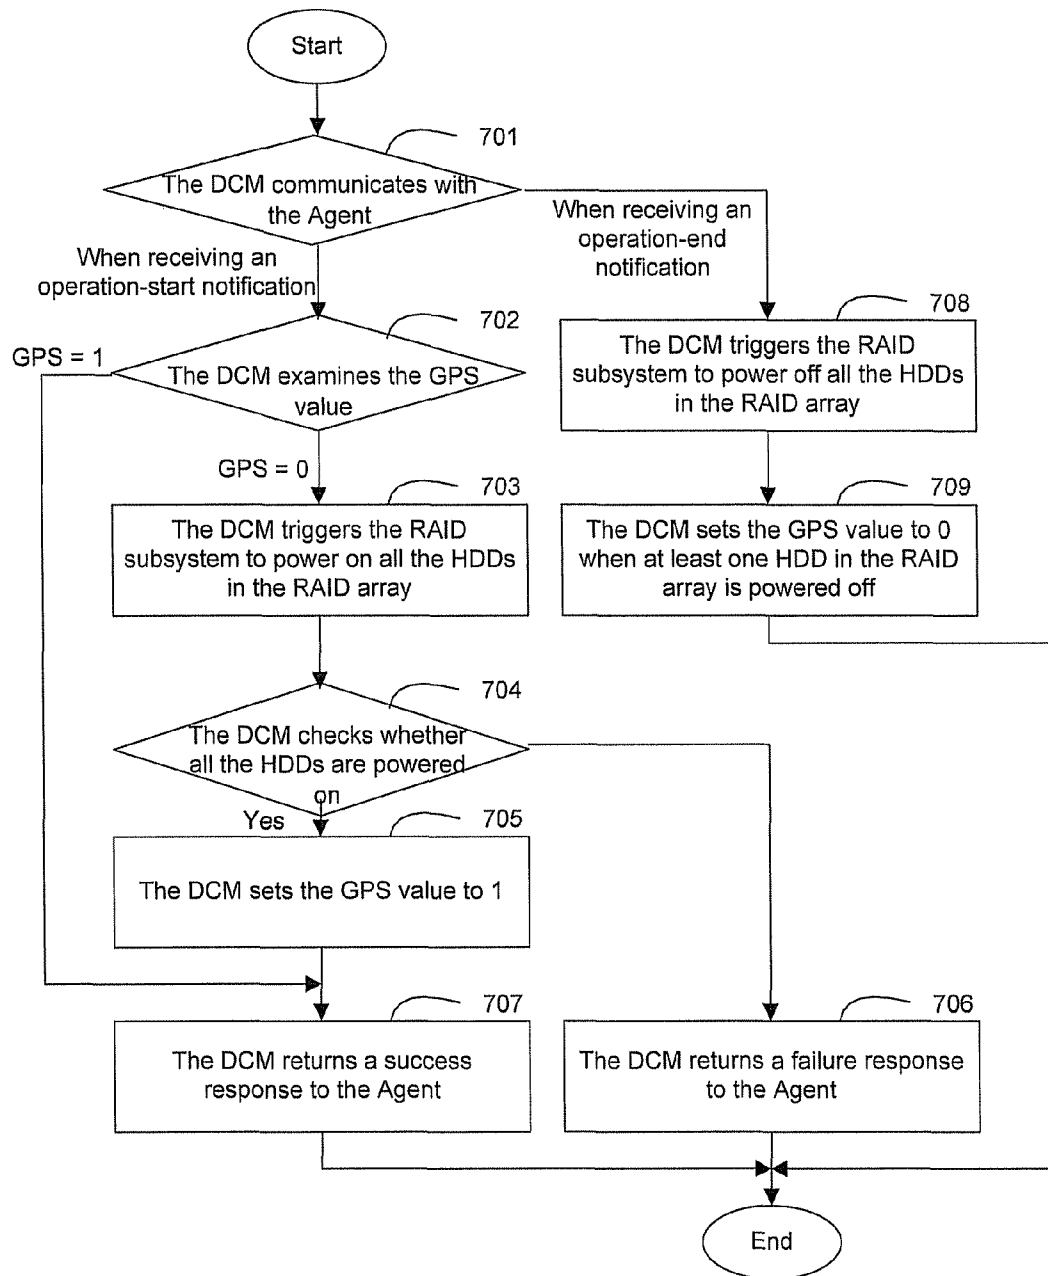 Start
701
The DCM communicates with
the Agent
When receiving an
operation-start notification
When receiving an
operation-end
notification
702
The DCM examines the GPS
value
GPS = 1
GPS = 0
708
The DCM triggers the RAID
subsystem to power off all the HDDs
in the RAID array
703
The DCM triggers the RAID
subsystem to power on all the HDDs
in the RAID array
709
The DCM sets the GPS value to 0
when at least one HDD in the RAID
array is powered off
704
The DCM checks whether
all the HDDs are powered
on
Yes
705
The DCM sets the GPS value to 1
707
The DCM returns a success
response to the Agent
706
The DCM returns a failure response
to the Agent
End